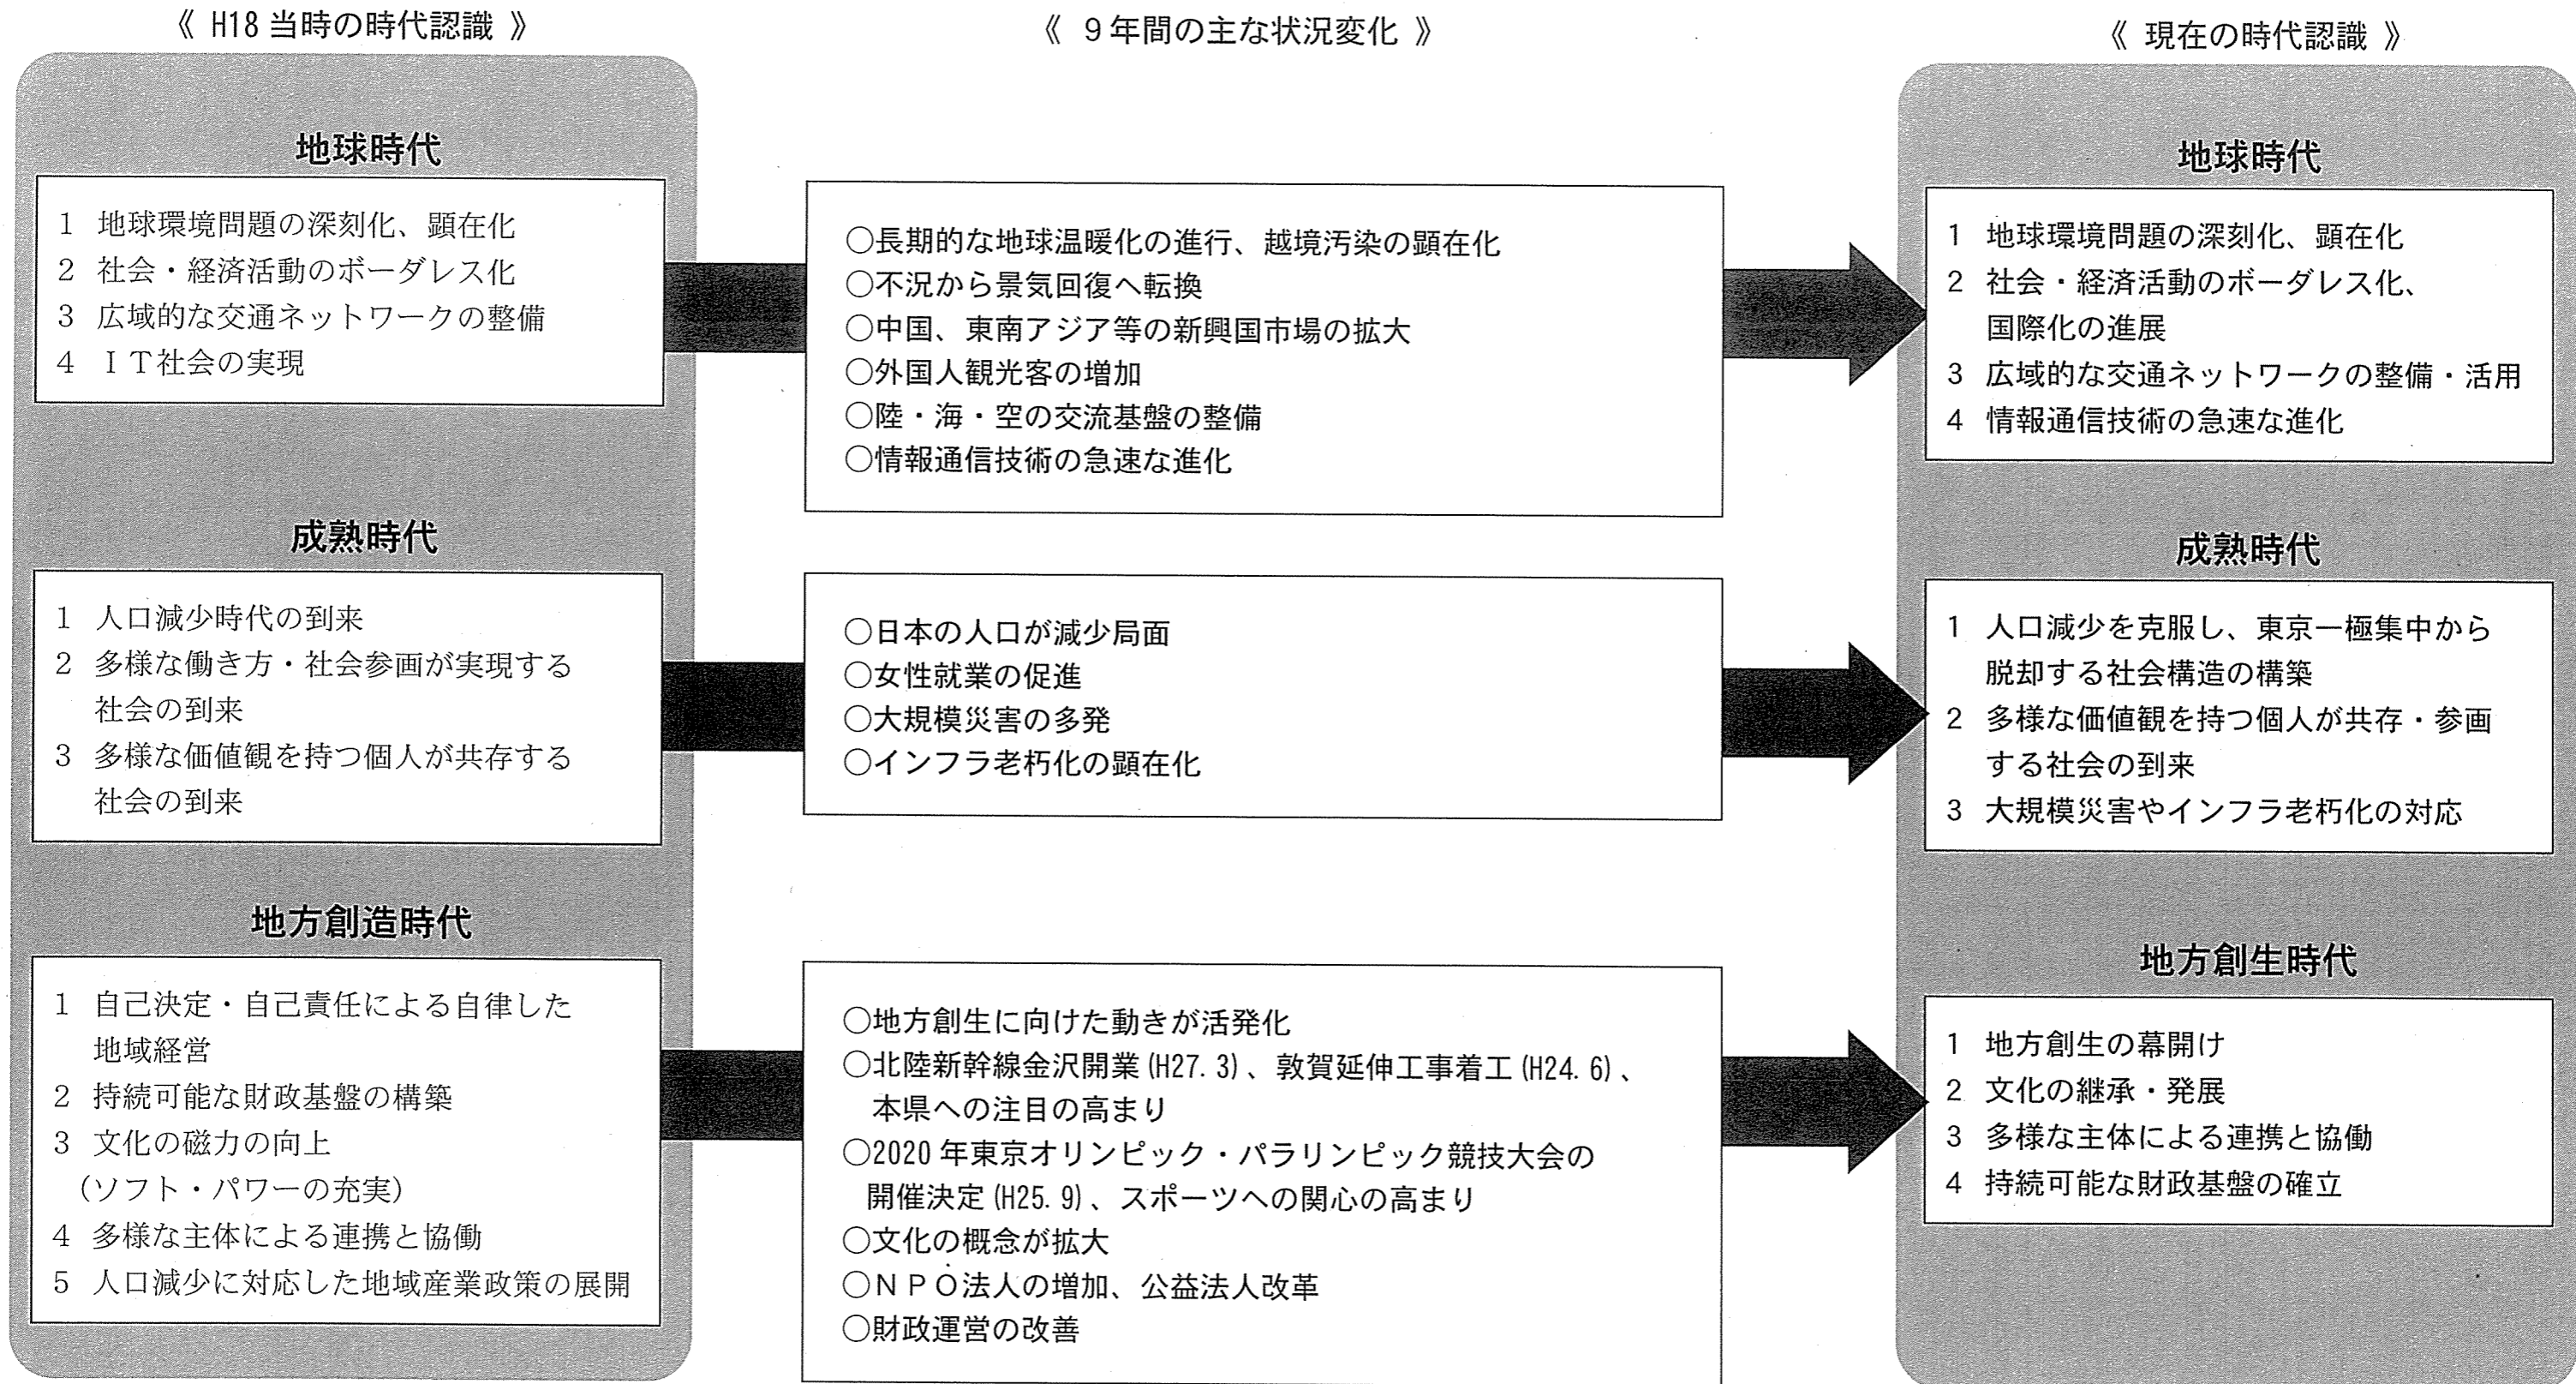 《 H18 当時の時代認識 》
地球時代
1 地球環境問題の深刻化、顕在化
2 社会・経済活動のボーダレス化
3 広域的な交通ネットワークの整備
4 ＩＴ社会の実現
成熟時代
1 人口減少時代の到来
2 多様な働き方・社会参画が実現する
社会の到来
3 多様な価値観を持つ個人が共存する
社会の到来
地方創造時代
1 自己決定・自己責任による自律した
地域経営
2 持続可能な財政基盤の構築
3 文化の磁力の向上
（ソフト・パワーの充実）
4 多様な主体による連携と協働
5 人口減少に対応した地域産業政策の展開
《 ９年間の主な状況変化 》
○長期的な地球温暖化の進行、越境汚染の顕在化
○不況から景気回復へ転換
○中国、東南アジア等の新興国市場の拡大
○外国人観光客の増加
○陸・海・空の交流基盤の整備
○情報通信技術の急速な進化
○日本の人口が減少局面
○女性就業の促進
○大規模災害の多発
○インフラ老朽化の顕在化
○地方創生に向けた動きが活発化
○北陸新幹線金沢開業(H27.3)、敦賀延伸工事着工(H24.6)、
本県への注目の高まり
○2020年東京オリンピック・パラリンピック競技大会の
開催決定(H25.9)、スポーツへの関心の高まり
○文化の概念が拡大
○ＮＰＯ法人の増加、公益法人改革
○財政運営の改善
《 現在の時代認識 》
地球時代
1 地球環境問題の深刻化、顕在化
2 社会・経済活動のボーダレス化、
国際化の進展
3 広域的な交通ネットワークの整備・活用
4 情報通信技術の急速な進化
成熟時代
1 人口減少を克服し、東京一極集中から
脱却する社会構造の構築
2 多様な価値観を持つ個人が共存・参画
する社会の到来
3 大規模災害やインフラ老朽化の対応
地方創生時代
1 地方創生の幕開け
2 文化の継承・発展
3 多様な主体による連携と協働
4 持続可能な財政基盤の確立